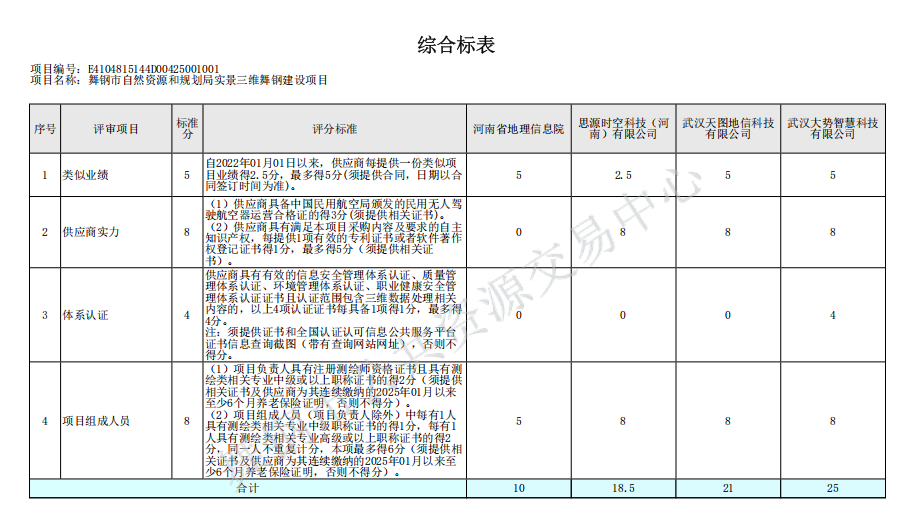 综合标表
项目编号: E4104815144D00425001001
项目名称: 舞钢市自然资源和规划局实景三维舞钢建设项目
序号
评审项目
标准
分
评分标准
河南省地理信息院
思源时空科技（河
南）有限公司
武汉天图地信科技
有限公司
武汉大势智慧科技
有限公司
1
类似业绩
5
自2022年01月01日以来，供应商每提供一份类似项
目业绩得2.5分，最多得5分(须提供合同，日期以合
同签订时间为准)。
5
2.5
5
5
2
供应商实力
8
（1）供应商具备中国民用航空局颁发的民用无人驾
驶航空器运营合格证的得3分(须提供相关证书)。
（2）供应商具有满足本项目采购内容及要求的自主
知识产权，每提供1项有效的专利证书或者软件著作
权登记证书得1分，最多得5分（须提供相关证
书）。
0
8
8
8
3
体系认证
4
供应商具有有效的信息安全管理体系认证、质量管
理体系认证、环境管理体系认证、职业健康安全管
理体系认证证书且认证范围包含三维数据处理相关
内容的，以上4项认证证书每具备1项得1分，最多得
4分。
注：须提供证书和全国认证认可信息公共服务平台
证书信息查询截图（带有查询网站网址），否则不
得分。
0
0
0
4
4
项目组成人员
8
（1）项目负责人具有注册测绘师资格证书且具有测
绘类相关专业中级或以上职称证书的得2分（须提供
相关证书及供应商为其连续缴纳的2025年01月以来
至少6个月养老保险证明，否则不得分）。
（2）项目组成人员（项目负责人除外）中每有1人
具有测绘类相关专业中级职称证书的得1分，每有1
人具有测绘类相关专业高级或以上职称证书的得2
分，同一人不重复计分，本项最多得6分（须提供相
关证书及供应商为其连续缴纳的2025年01月以来至
少6个月养老保险证明，否则不得分）。
5
8
8
8
合计
10
18.5
21
25
资源交易中心